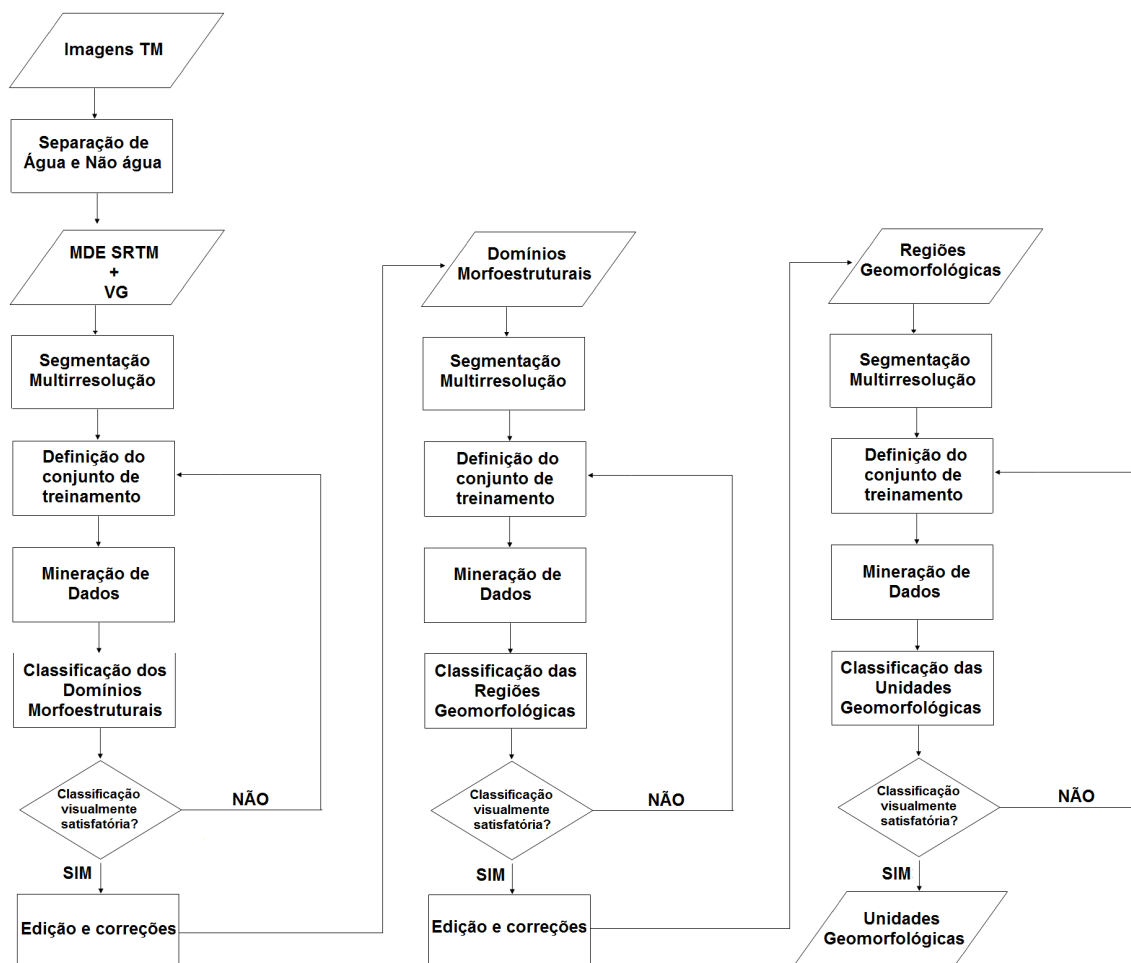 Imagens TM
Separação de
Água e Não água
MDE SRTM
+
VG
Segmentação
Multirresolução
Definição do
conjunto de
treinamento
Mineração de
Dados
Classificação dos
Domínios
Morfoestruturais
Classificação
visualmente
satisfatória?
NÃO
SIM
Edição e correções
Domínios
Morfoestruturais
Segmentação
Multirresolução
Definição do
conjunto de
treinamento
Mineração de
Dados
Classificação das
Regiões
Geomorfológicas
Classificação
visualmente
satisfatória?
NÃO
SIM
Edição e correções
Regiões
Geomorfológicas
Segmentação
Multirresolução
Definição do
conjunto de
treinamento
Mineração de
Dados
Classificação das
Unidades
Geomorfológicas
Classificação
visualmente
satisfatória?
NÃO
SIM
Unidades
Geomorfológicas